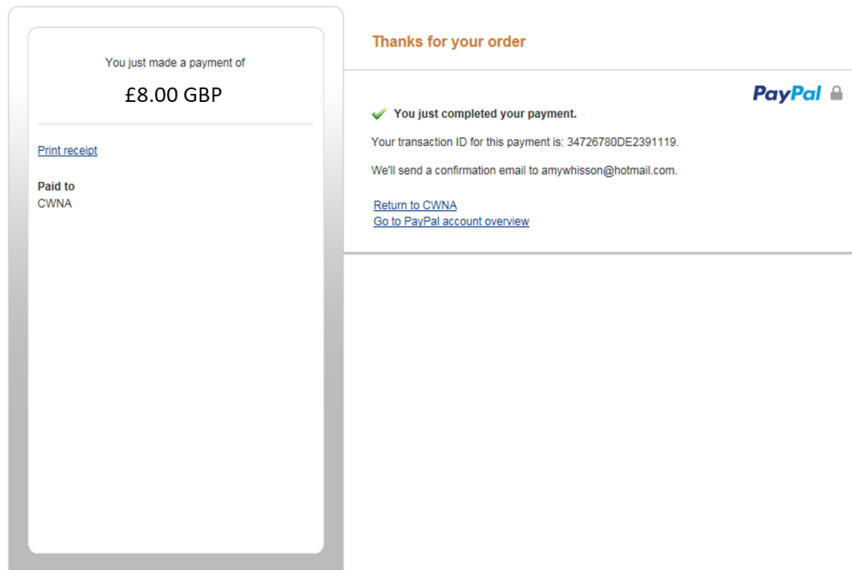 You just made a payment of
£8.00 GBP
Print receipt
Paid to
CWNA
Thanks for your order
PayPal
You just completed your payment.
Your transaction ID for this payment is: 34726780DE2391119.
We'll send a confirmation email to amywhisson@hotmail.com.
Return to CWNA
Go to PayPal account overview